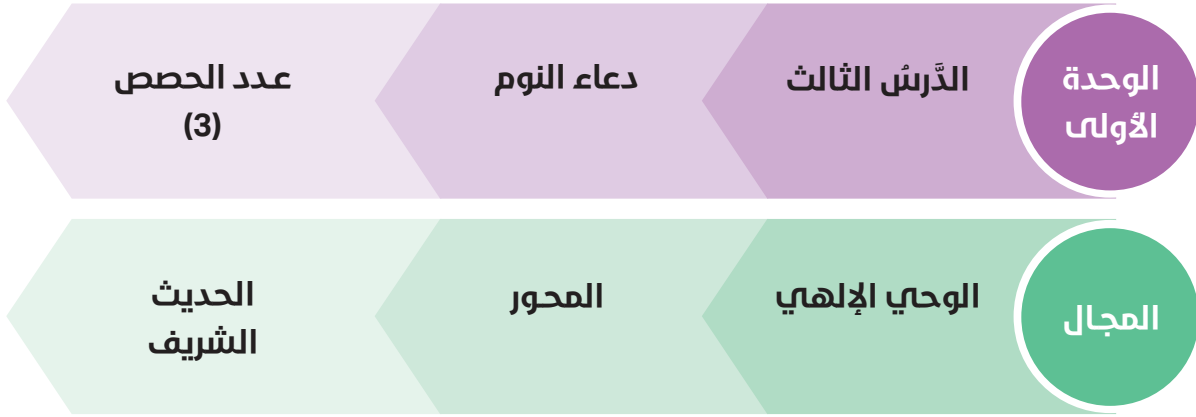 الوحدة
الأولى
الدَّرسُ الثالث
دعاء النوم
عدد الحصص
(3)
المجال
الوحي الإلهي
المحور
الحديث
الشريف